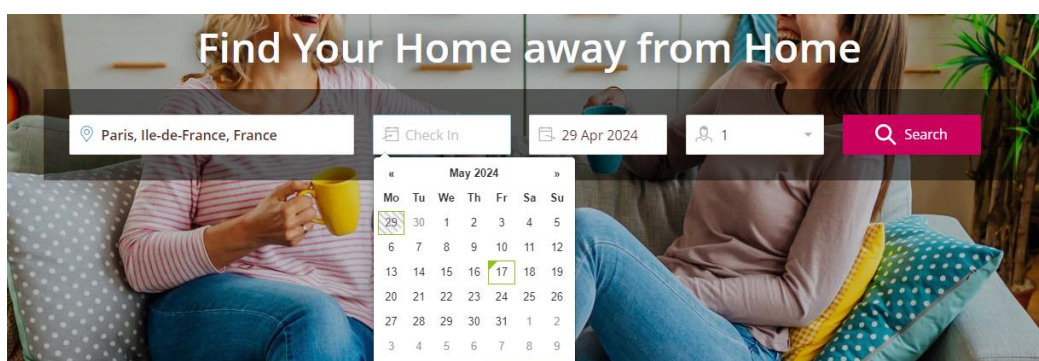 Find Your Home away from Home
Paris, Ile-de-France, France
Check In
29 Apr 2024
1
Search
« May 2024 »
Mo Tu We Th Fr Sa Su
29 30 1 2 3 4 5
6 7 8 9 10 11 12
13 14 15 16 17 18 19
20 21 22 23 24 25 26
27 28 29 30 31 1 2
3 4 5 6 7 8 9